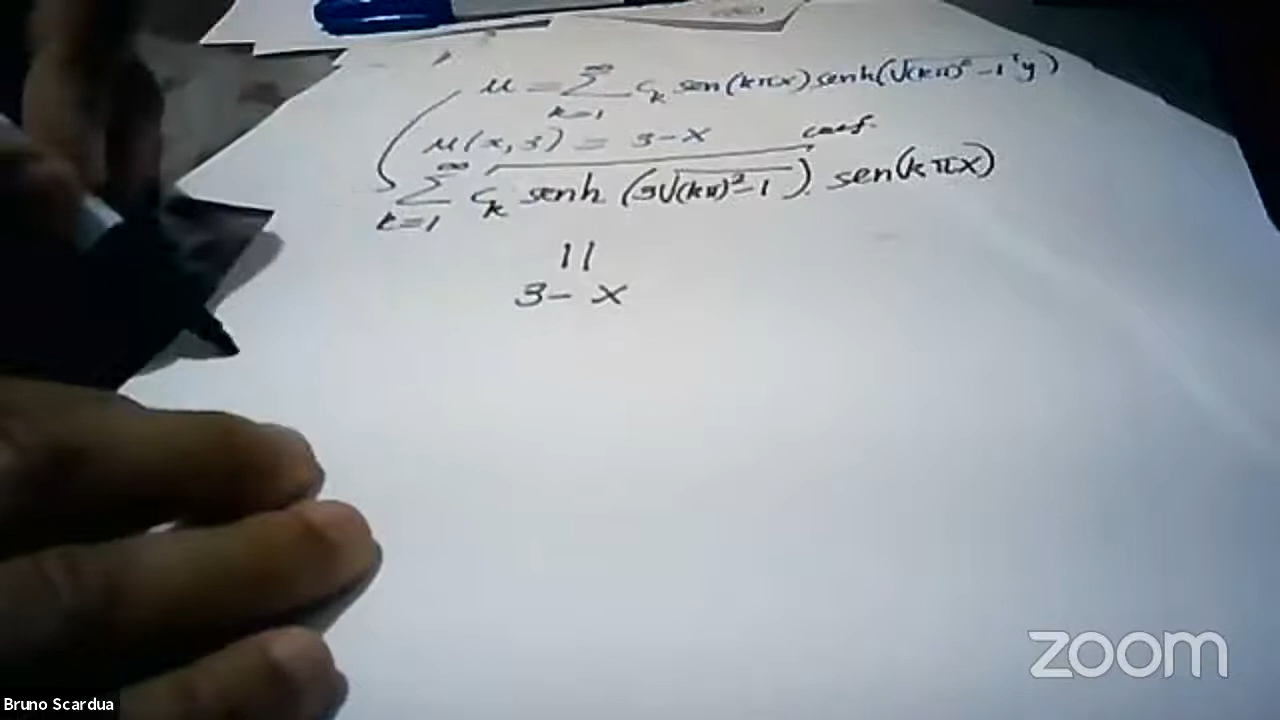 u = ∑_{k=1}^{∞} c_k sen(kπx) senh(√((kπ)²-1) y)
u(x,3) = 3-x coef.
∑_{k=1}^{∞} c_k senh (3√((kπ)²-1)). sen(kπx)
||
3- x
zoom
Bruno Scardua